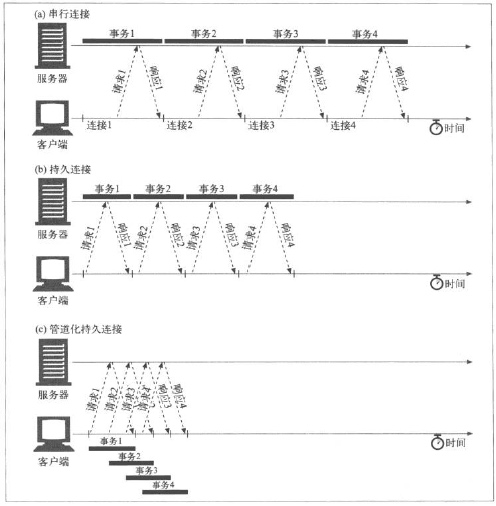 (a) 串行连接
事务1 事务2 事务3 事务4
服务器
请求1 响应1 请求2 响应2 请求3 响应3 请求4 响应4
连接1 连接2 连接3 连接4
时间
客户端
(b) 持久连接
事务1 事务2 事务3 事务4
服务器
请求1 响应1 请求2 响应2 请求3 响应3 请求4 响应4
时间
客户端
(c) 管道化持久连接
服务器
请求1 请求2 请求3 请求4 响应3 响应4
时间
客户端
事务1
事务2
事务3
事务4